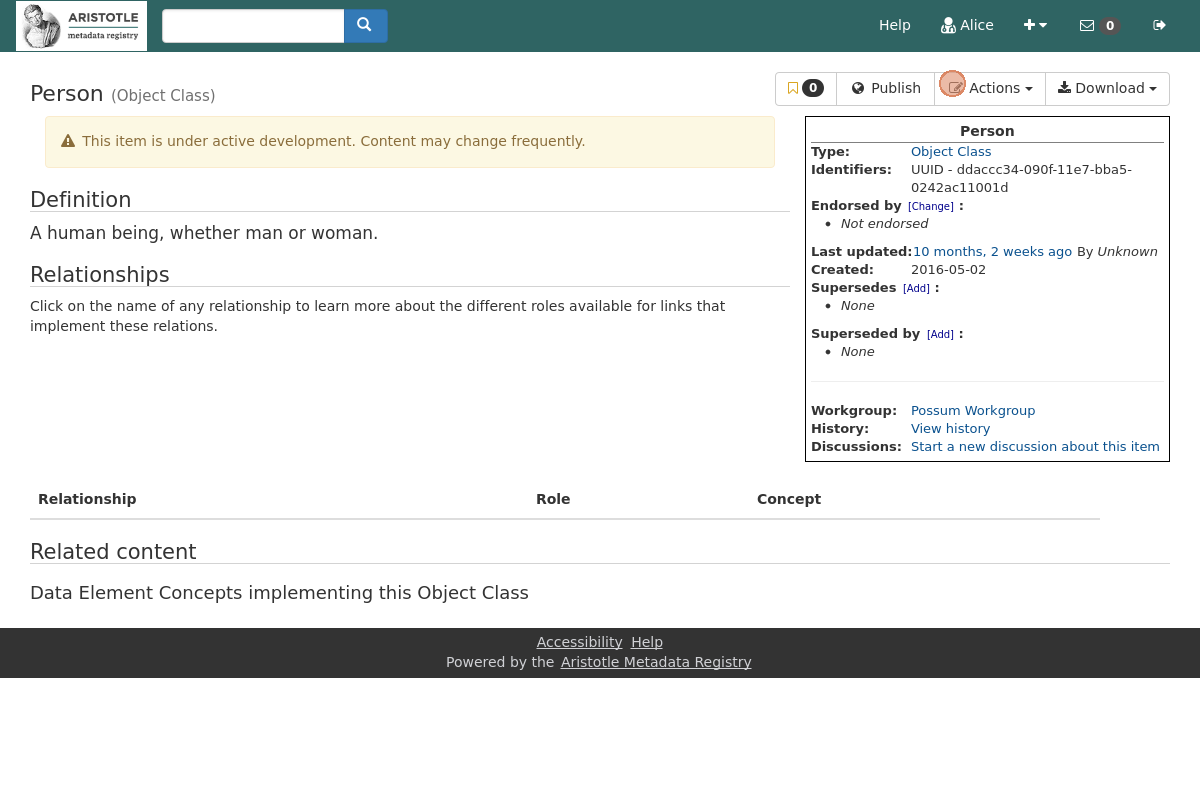 ARISTOTLE
metadata registry
Help
Alice
0
Person (Object Class)
0
Publish
Actions
Download
This item is under active development. Content may change frequently.
Definition
A human being, whether man or woman.
Relationships
Click on the name of any relationship to learn more about the different roles available for links that
implement these relations.
Person
Type: Object Class
Identifiers: UUID - ddaccc34-090f-11e7-bba5-
0242ac11001d
Endorsed by [Change] :
• Not endorsed
Last updated: 10 months, 2 weeks ago By Unknown
Created: 2016-05-02
Supersedes [Add] :
• None
Superseded by [Add] :
• None
Workgroup: Possum Workgroup
History: View history
Discussions: Start a new discussion about this item
Relationship Role Concept
Related content
Data Element Concepts implementing this Object Class
Accessibility Help
Powered by the Aristotle Metadata Registry